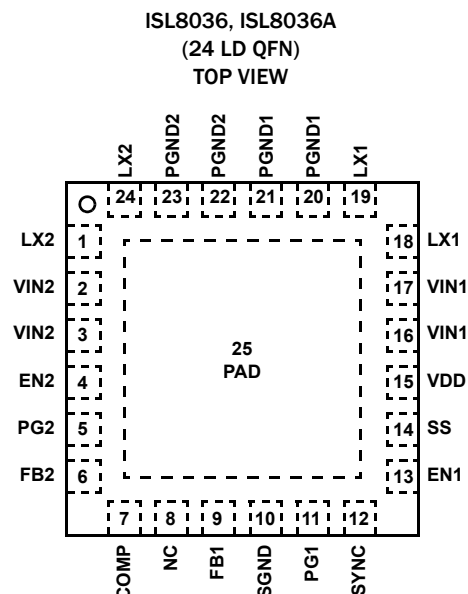 ISL8036, ISL8036A
(24 LD QFN)
TOP VIEW
LX2
PGND2
PGND2
PGND1
PGND1
LX1
24 23 22 21 20 19
LX2 1
VIN2 2
VIN2 3
EN2 4
PG2 5
FB2 6
25
PAD
18 LX1
17 VIN1
16 VIN1
15 VDD
14 SS
13 EN1
7 8 9 10 11 12
COMP
NC
FB1
SGND
PG1
SYNC